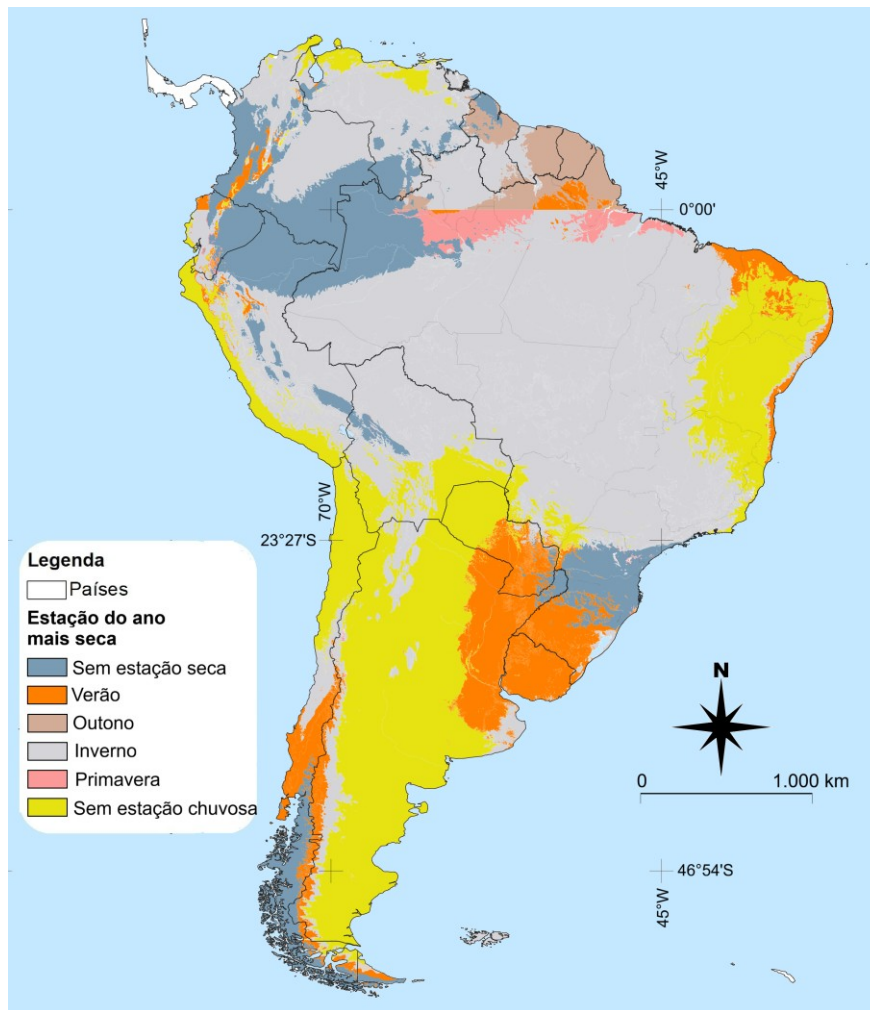 45°W
0°00'
70°W
23°27'S
Legenda
Países
Estação do ano
mais seca
Sem estação seca
Verão
Outono
Inverno
Primavera
Sem estação chuvosa
N
0 1.000 km
46°54'S
45°W